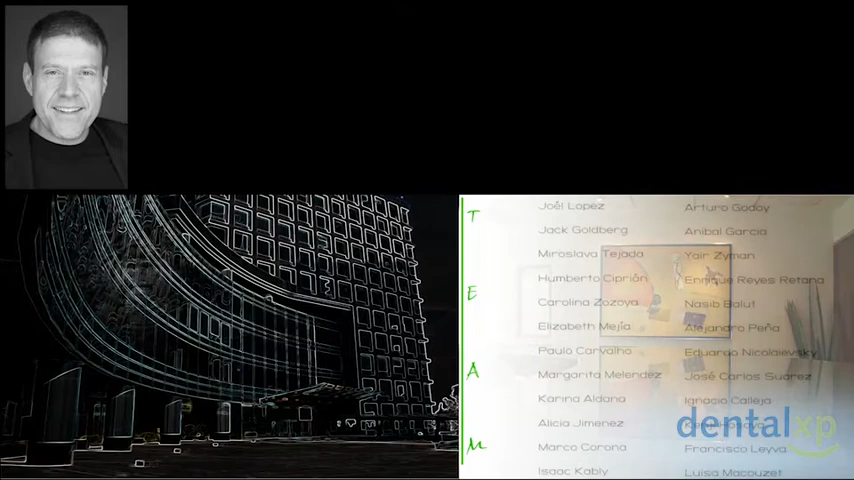 T
E
A
M
Joél Lopez
Jack Goldberg
Miroslava Tejada
Humberto Ciprión
Carolina Zozoya
Elizabeth Mejía
Paulo Carvalho
Margarita Melendez
Karina Aldana
Alicia Jimenez
Marco Corona
Isaac Kably
Arturo Godoy
Anibal Garcia
Yair Zyman
Enrique Reyes Retana
Nasib Balut
Alejandro Peña
Eduardo Nicolaievsky
José Carlos Suarez
Ignacio Calleja
Francisco Leyva
Luisa Macouzet
dentalxp